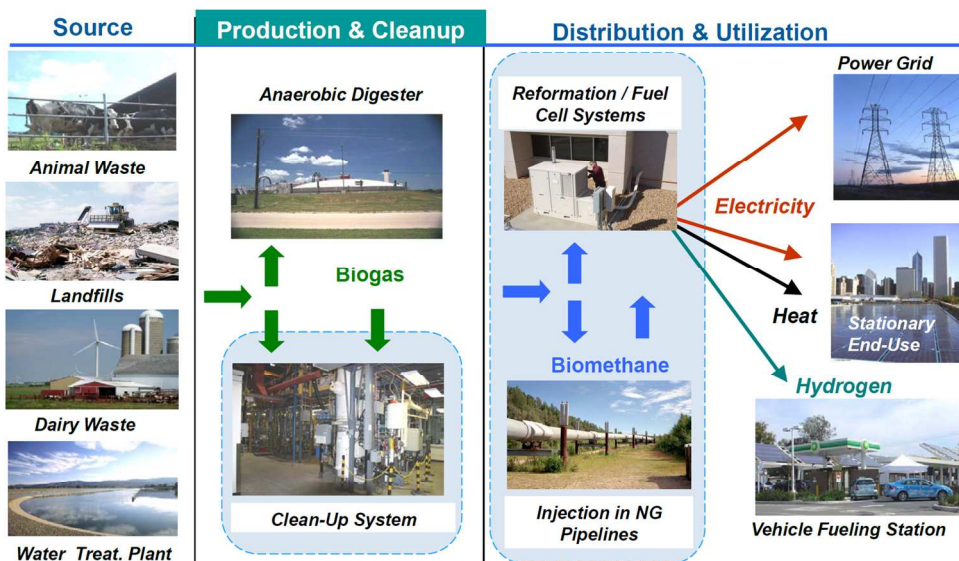 Source
Production & Cleanup
Distribution & Utilization
Animal Waste
Landfills
Dairy Waste
Water Treat. Plant
Anaerobic Digester
Biogas
Clean-Up System
Reformation / Fuel
Cell Systems
Biomethane
Injection in NG
Pipelines
Power Grid
Electricity
Heat
Stationary
End-Use
Hydrogen
Vehicle Fueling Station